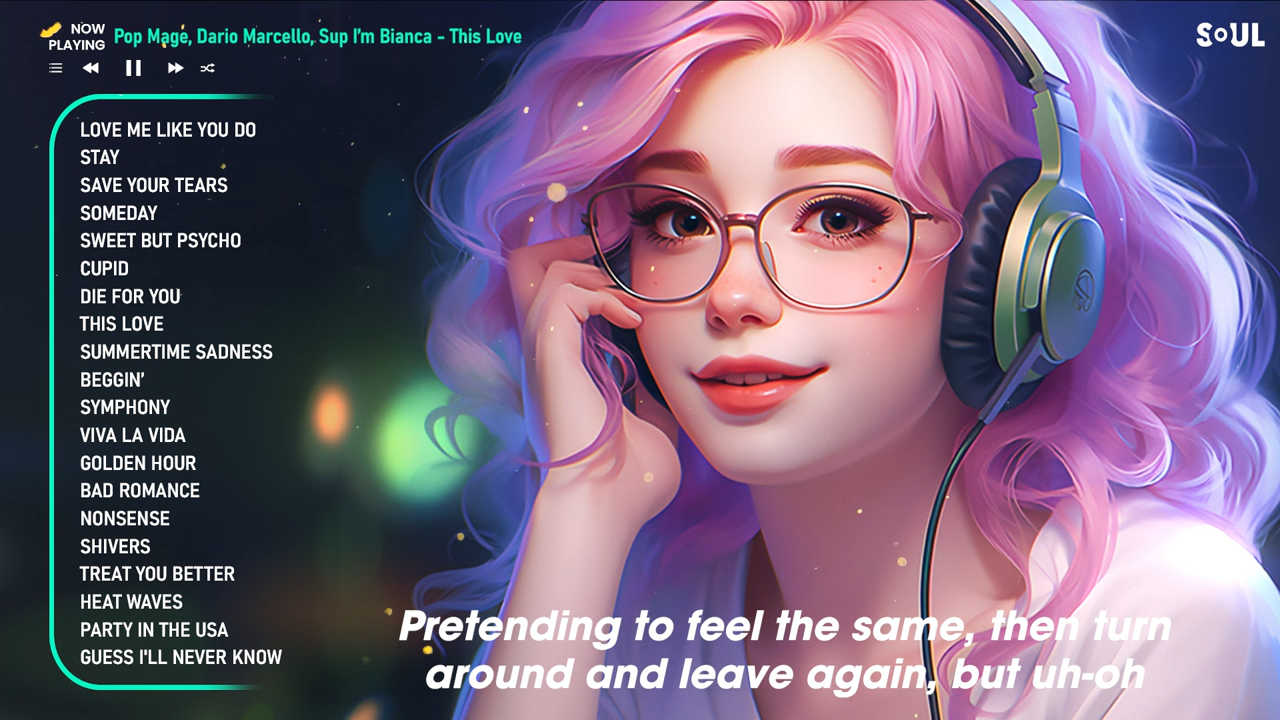 NOW
PLAYING
Pop Mage, Dario Marcello, Sup I'm Bianca - This Love
SOUL
LOVE ME LIKE YOU DO
STAY
SAVE YOUR TEARS
SOMEDAY
SWEET BUT PSYCHO
CUPID
DIE FOR YOU
THIS LOVE
SUMMERTIME SADNESS
BEGGIN'
SYMPHONY
VIVA LA VIDA
GOLDEN HOUR
BAD ROMANCE
NONSENSE
SHIVERS
TREAT YOU BETTER
HEAT WAVES
PARTY IN THE USA
GUESS I'LL NEVER KNOW
Pretending to feel the same, then turn
around and leave again, but uh-oh